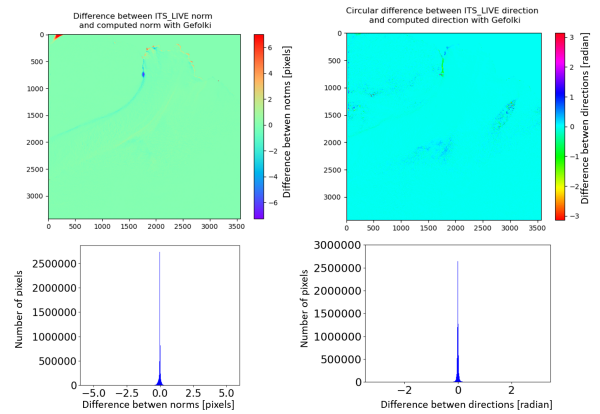 Difference between ITS_LIVE norm
and computed norm with Gefolki
0
500
1000
1500
2000
2500
3000
0 500 1000 1500 2000 2500 3000 3500
6
4
2
0
−2
−4
−6
Difference betwen notms [pixels]
Circular difference between ITS_LIVE direction
and computed direction with Gefolki
0
500
1000
1500
2000
2500
3000
0 500 1000 1500 2000 2500 3000 3500
3
2
1
0
−1
−2
−3
Difference betwen directions [radian]
Number of pixels
2500000
2000000
1500000
1000000
500000
0
−5.0 −2.5 0.0 2.5 5.0
Difference betwen norms [pixels]
Number of pixels
3000000
2500000
2000000
1500000
1000000
500000
0
−2 0 2
Difference betwen directions [radian]